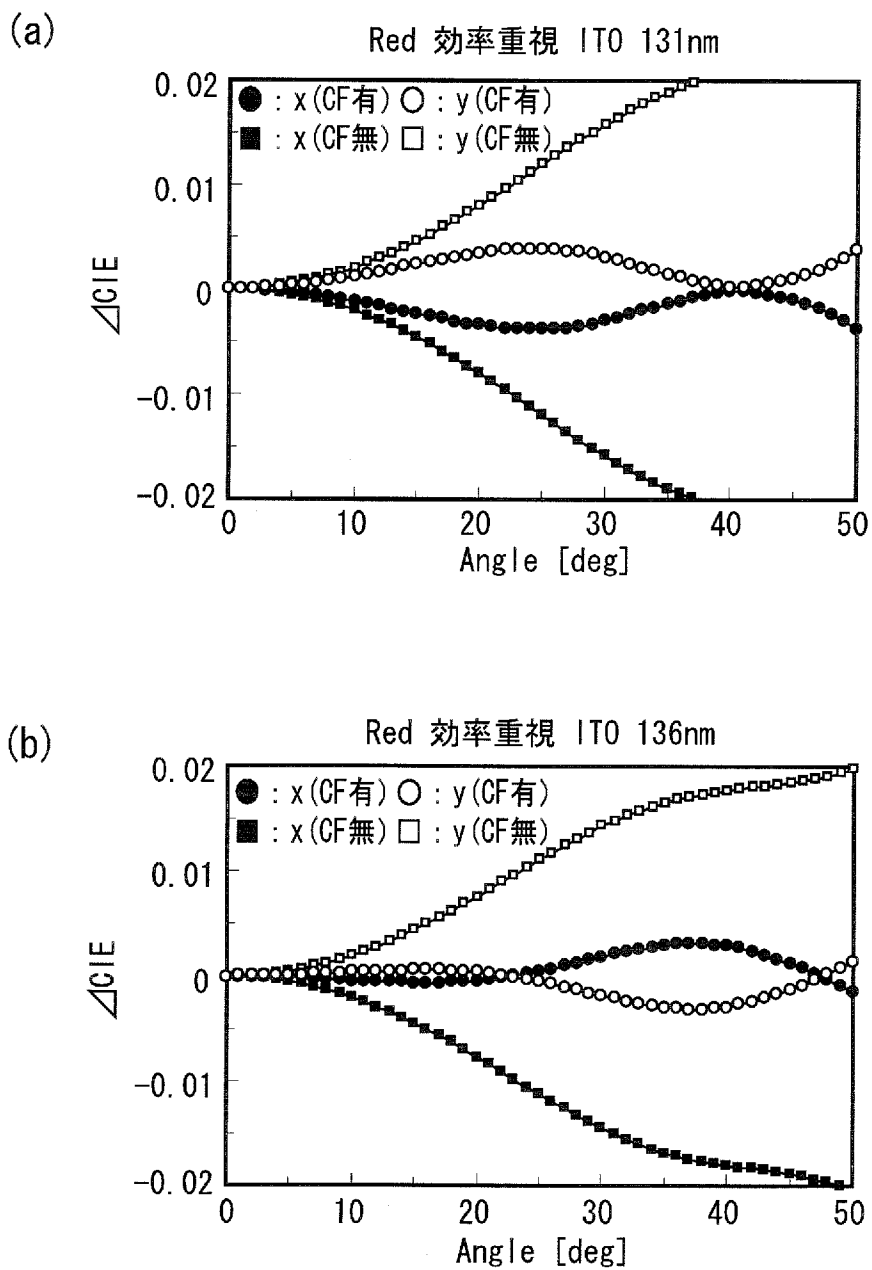 (a)
Red 効率重視 ITO 131nm
0.02
●: x(CF有) ○: y(CF有)
■: x(CF無) □: y(CF無)
0.01
0
-0.01
-0.02
⊿CIE
0 10 20 30 40 50
Angle [deg]
(b)
Red 効率重視 ITO 136nm
0.02
●: x(CF有) ○: y(CF有)
■: x(CF無) □: y(CF無)
0.01
0
-0.01
-0.02
⊿CIE
0 10 20 30 40 50
Angle [deg]